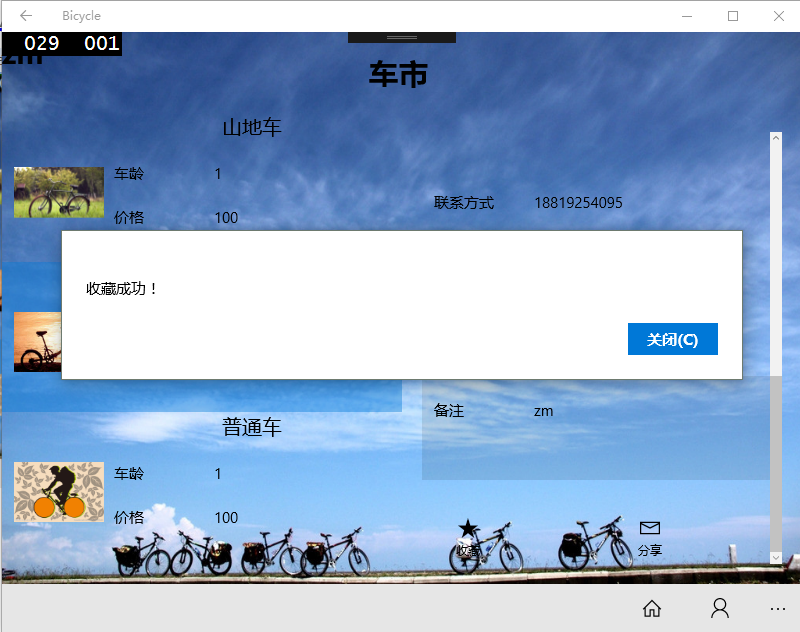 Bicycle
029 001
zm
车市
山地车
车龄 1
价格 100
联系方式 18819254095
收藏成功！
关闭(C)
备注 zm
普通车
车龄 1
价格 100
收藏
分享